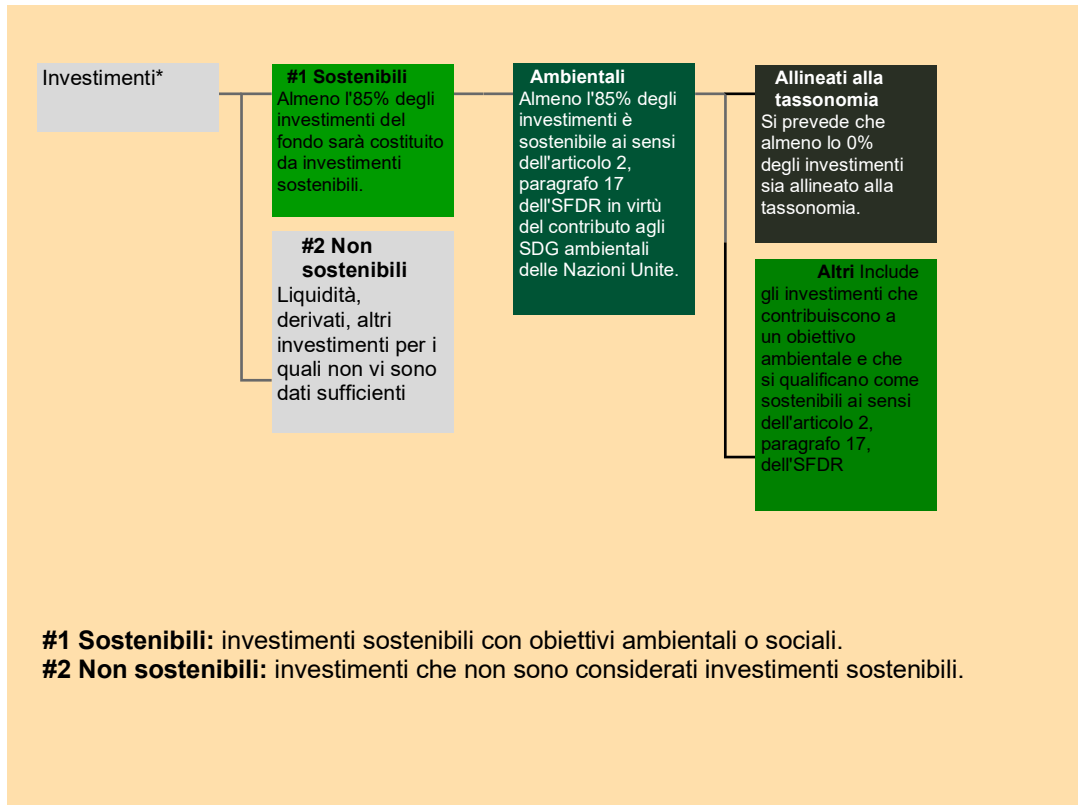 Investimenti*
#1 Sostenibili
Almeno l'85% degli
investimenti del
fondo sarà costituito
da investimenti
sostenibili.
#2 Non
sostenibili
Liquidità,
derivati, altri
investimenti per i
quali non vi sono
dati sufficienti
Ambientali
Almeno l'85% degli
investimenti è
sostenibile ai sensi
dell'articolo 2,
paragrafo 17
dell'SFDR in virtù
del contributo agli
SDG ambientali
delle Nazioni Unite.
Allineati alla
tassonomia
Si prevede che
almeno lo 0%
degli investimenti
sia allineato alla
tassonomia.
Altri Include
gli investimenti che
contribuiscono a
un obiettivo
ambientale e che
si qualificano come
sostenibili ai sensi
dell'articolo 2,
paragrafo 17,
dell'SFDR
#1 Sostenibili: investimenti sostenibili con obiettivi ambientali o sociali.
#2 Non sostenibili: investimenti che non sono considerati investimenti sostenibili.